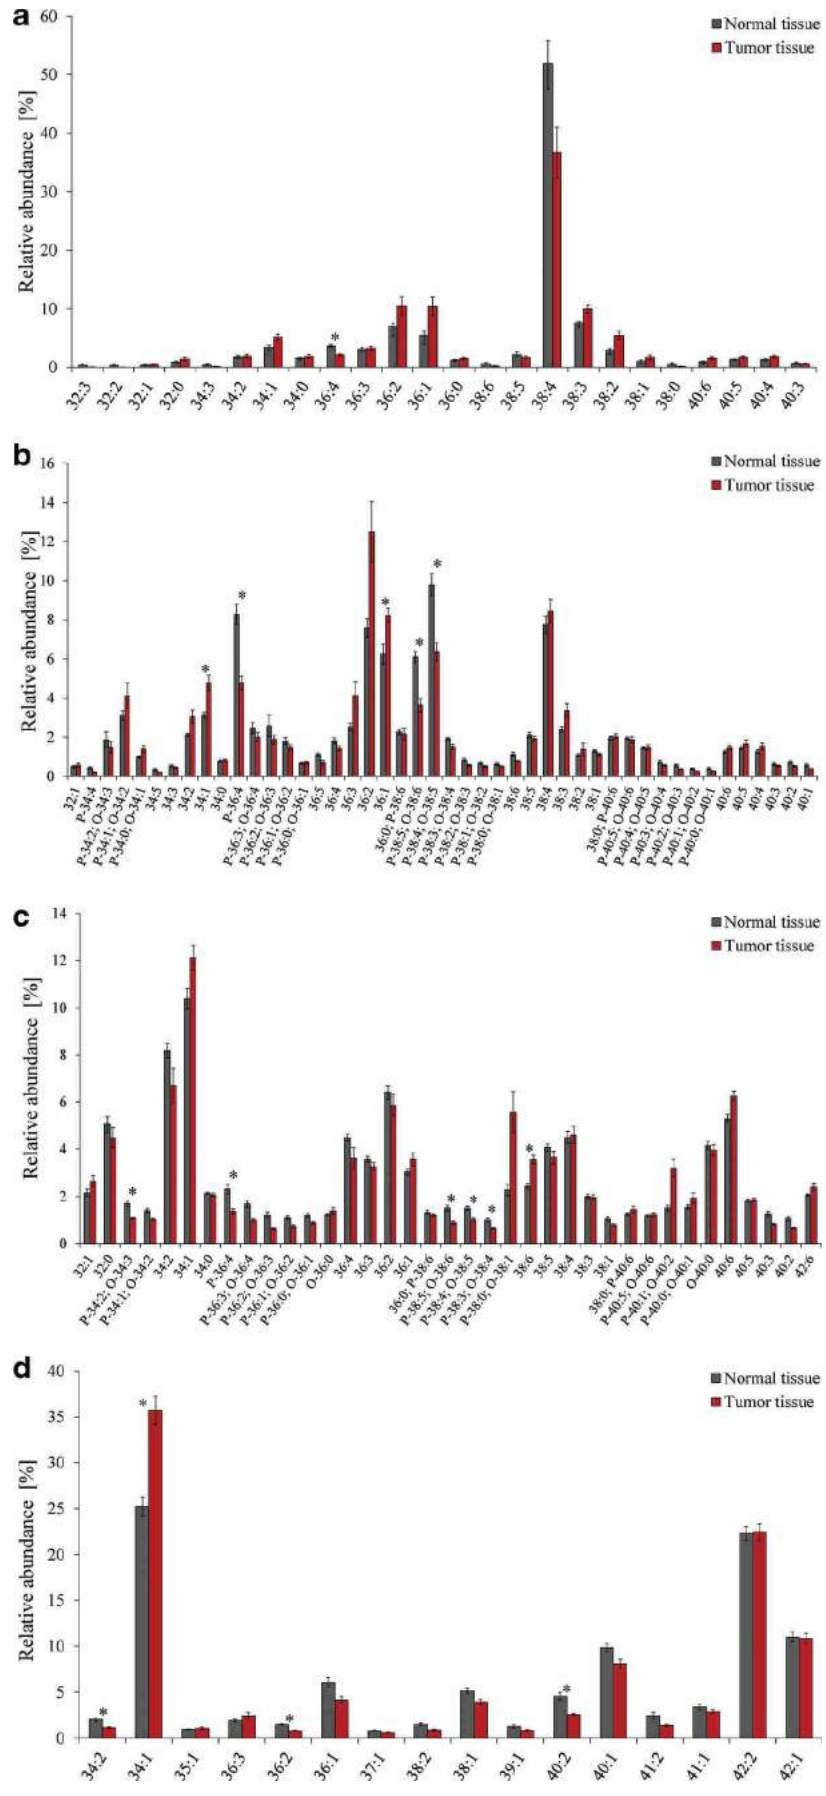 a
60
50
40
30
20
10
0
Relative abundance [%]
Normal tissue
Tumor tissue
*
32:3 32:2 32:1 32:0 34:3 34:2 34:1 34:0 36:4 36:3 36:2 36:1 36:0 38:6 38:5 38:4 38:3 38:2 38:1 38:0 40:6 40:5 40:4 40:3
b
16
14
12
10
8
6
4
2
0
Relative abundance [%]
Normal tissue
Tumor tissue
* * * * *
32:1 P-34:4 P-34:2; O-34:3 P-34:1; O-34:2 P-34:0; O-34:1 34:5 34:3 34:2 34:1 34:0 P-36:4 P-36:3; O-36:4 P-36:2; O-36:3 P-36:1; O-36:2 P-36:0; O-36:1 36:5 36:4 36:3 36:2 36:1 36:0; P-38:6 P-38:5; O-38:6 P-38:4; O-38:5 P-38:3; O-38:4 P-38:2; O-38:3 P-38:1; O-38:2 P-38:0; O-38:1 38:6 38:5 38:4 38:3 38:2 38:1 38:0; P-40:6 P-40:5; O-40:6 P-40:4; O-40:5 P-40:3; O-40:4 P-40:2; O-40:3 P-40:1; O-40:2 P-40:0; O-40:1 40:6 40:5 40:4 40:3 40:2 40:1
c
14
12
10
8
6
4
2
0
Relative abundance [%]
Normal tissue
Tumor tissue
* * * * * *
32:1 32:0 P-34:2; O-34:3 P-34:1; O-34:2 34:2 34:1 34:0 P-36:4 P-36:3; O-36:4 P-36:2; O-36:3 P-36:1; O-36:2 P-36:0; O-36:1 O-36:0 36:4 36:3 36:2 36:1 36:0; P-38:6 P-38:5; O-38:6 P-38:4; O-38:5 P-38:3; O-38:4 P-38:0; O-38:1 38:6 38:5 38:4 38:3 38:1 38:0; P-40:6 P-40:5; O-40:6 P-40:1; O-40:2 P-40:0; O-40:1 O-40:0 40:6 40:5 40:3 40:2 42:6
d
40
35
30
25
20
15
10
5
0
Relative abundance [%]
Normal tissue
Tumor tissue
* * * *
34:2 34:1 35:1 36:3 36:2 36:1 37:1 38:2 38:1 39:1 40:2 40:1 41:2 41:1 42:2 42:1